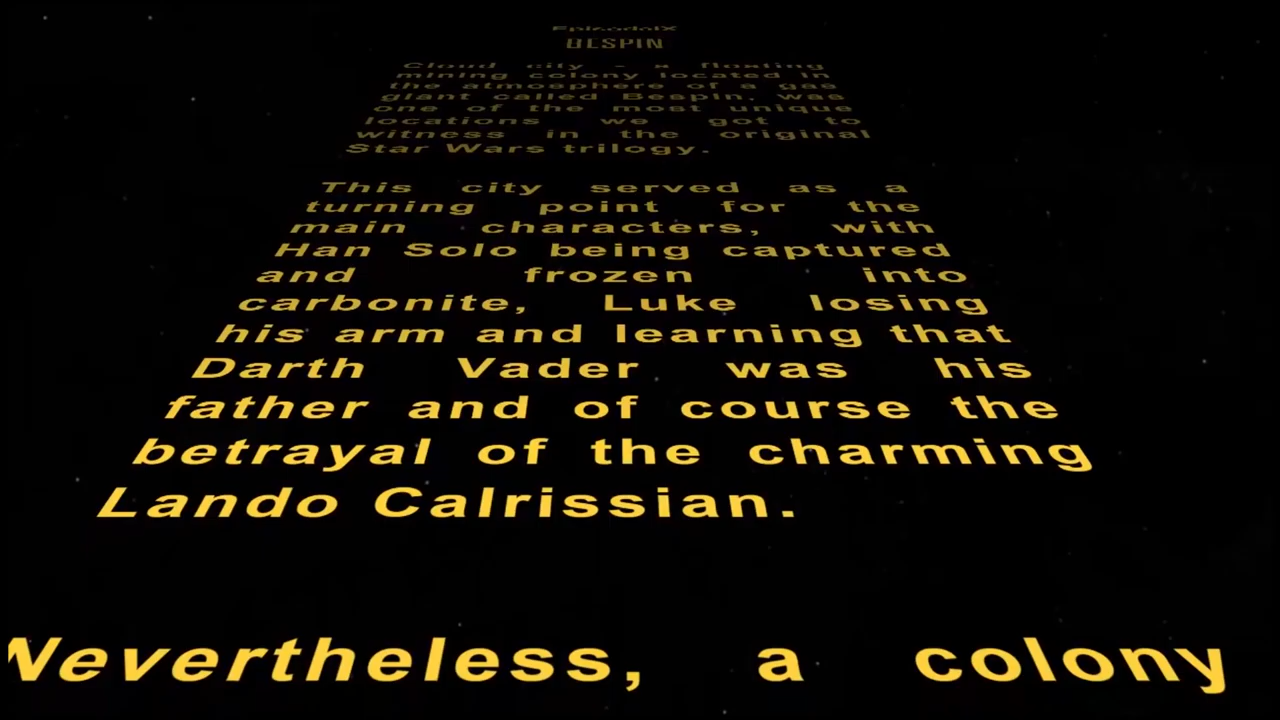 EpisodeIX
BESPIN
Cloud city - a floating
mining colony located in
the atmosphere of a gas
giant called Bespin, was
one of the most unique
locations we got to
witness in the original
Star Wars trilogy.
This city served as a
turning point for the
main characters, with
Han Solo being captured
and frozen into
carbonite, Luke losing
his arm and learning that
Darth Vader was his
father and of course the
betrayal of the charming
Lando Calrissian.
Nevertheless, a colony